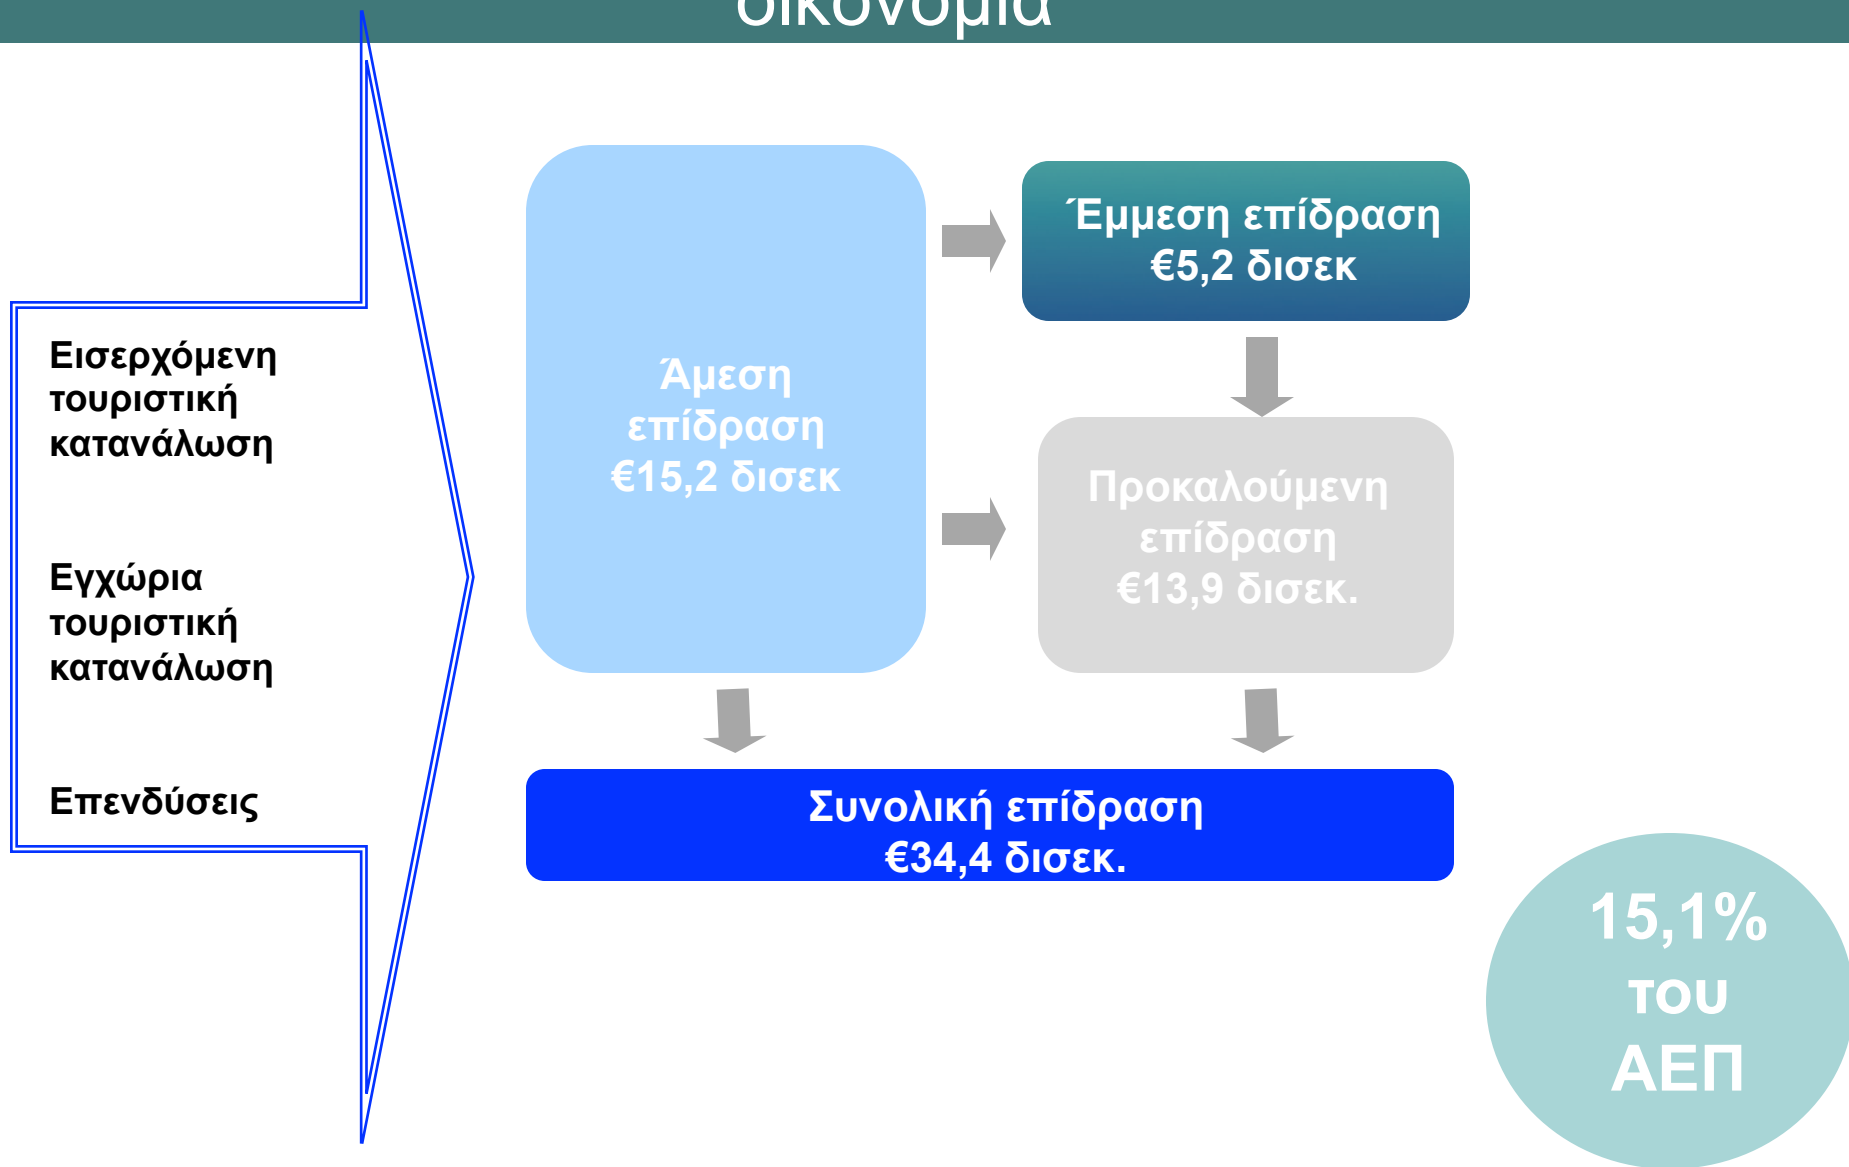 οικονομία
Εισερχόμενη
τουριστική
κατανάλωση
Εγχώρια
τουριστική
κατανάλωση
Επενδύσεις
Άμεση
επίδραση
€15,2 δισεκ
Έμμεση επίδραση
€5,2 δισεκ
Προκαλούμενη
επίδραση
€13,9 δισεκ.
Συνολική επίδραση
€34,4 δισεκ.
15,1%
του
ΑΕΠ